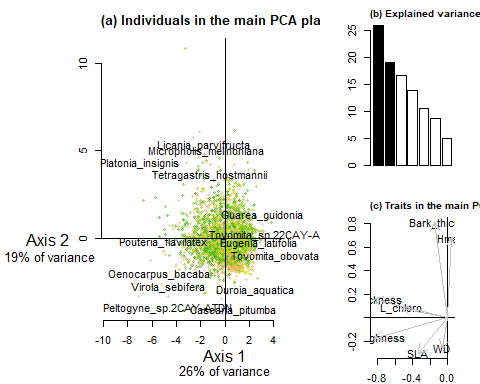 (a) Individuals in the main PCA pla
10
5
0
Axis 2
19% of variance
Licania_parvifructa
Micropholis_melinoniana
Platonia_insignis
Tetragastris_hostmannii
Guarea_guidonia
Tovomita_sp.22CAY-A
Pouteria_flavilatex
Eugenia_latifolia
Tovomita_obovata
Oenocarpus_bacaba
Virola_sebifera
Duroia_aquatica
Peltogyne_sp.2CAY-ATDN
Casearia_pitumba
-10 -8 -6 -4 -2 0 2 4
Axis 1
26% of variance
(b) Explained variance
25
20
15
10
5
0
(c) Traits in the main P
0.8
0.6
0.4
0.2
-0.2
Bark_thic
L_chloro
ckness
ghness
SLA
WD
-0.8 -0.4 0.0